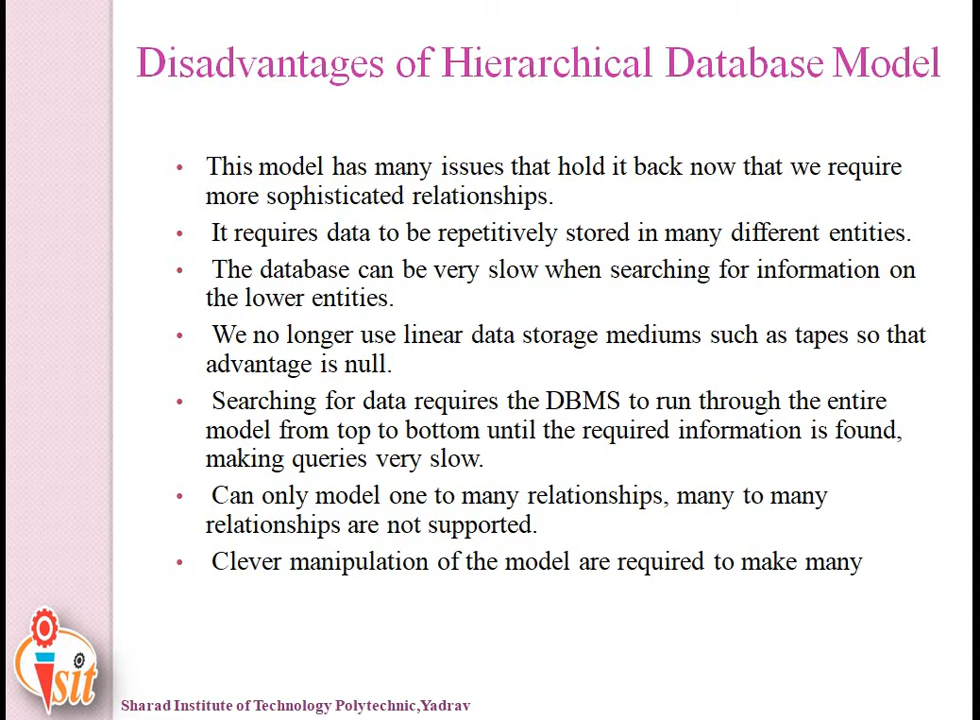 Disadvantages of Hierarchical Database Model
• This model has many issues that hold it back now that we require
more sophisticated relationships.
• It requires data to be repetitively stored in many different entities.
• The database can be very slow when searching for information on
the lower entities.
• We no longer use linear data storage mediums such as tapes so that
advantage is null.
• Searching for data requires the DBMS to run through the entire
model from top to bottom until the required information is found,
making queries very slow.
• Can only model one to many relationships, many to many
relationships are not supported.
• Clever manipulation of the model are required to make many
sit
Sharad Institute of Technology Polytechnic,Yadrav